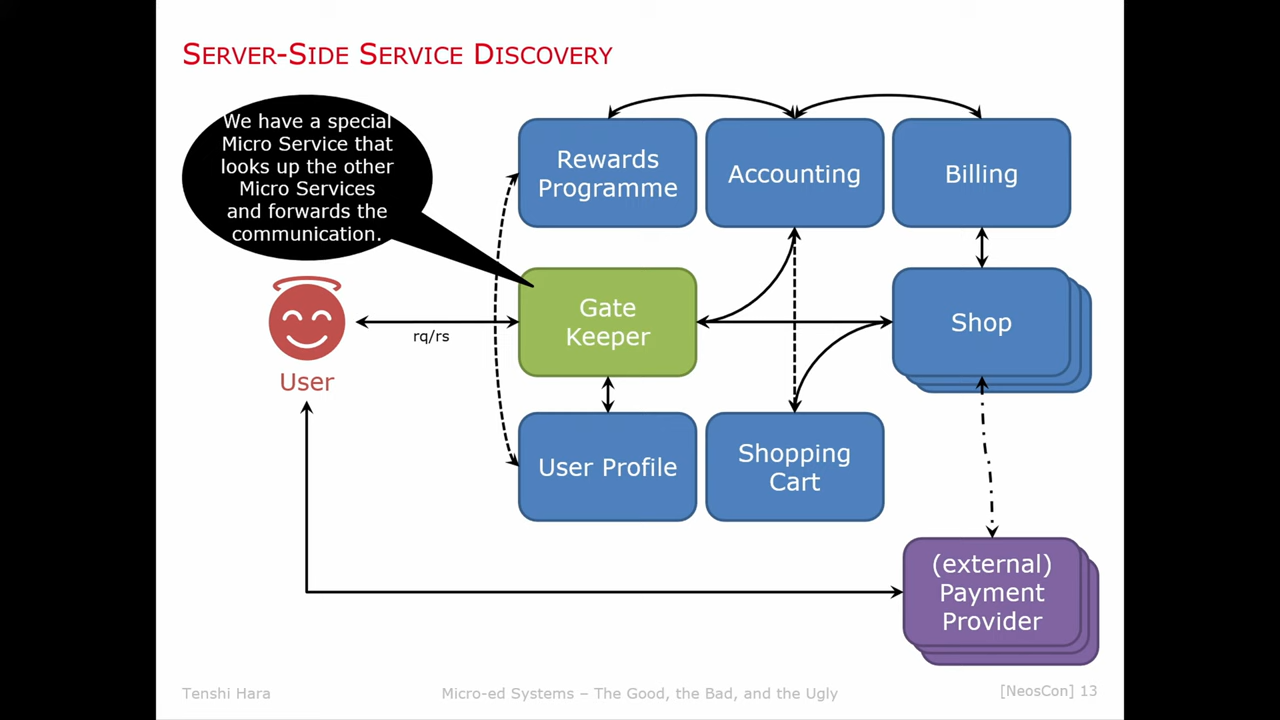 SERVER-SIDE SERVICE DISCOVERY
We have a special
Micro Service that
looks up the other
Micro Services
and forwards the
communication.
Rewards
Programme
Accounting
Billing
Gate
Keeper
Shop
rq/rs
User
User Profile
Shopping
Cart
(external)
Payment
Provider
Tenshi Hara
Micro-ed Systems – The Good, the Bad, and the Ugly
[NeosCon] 13